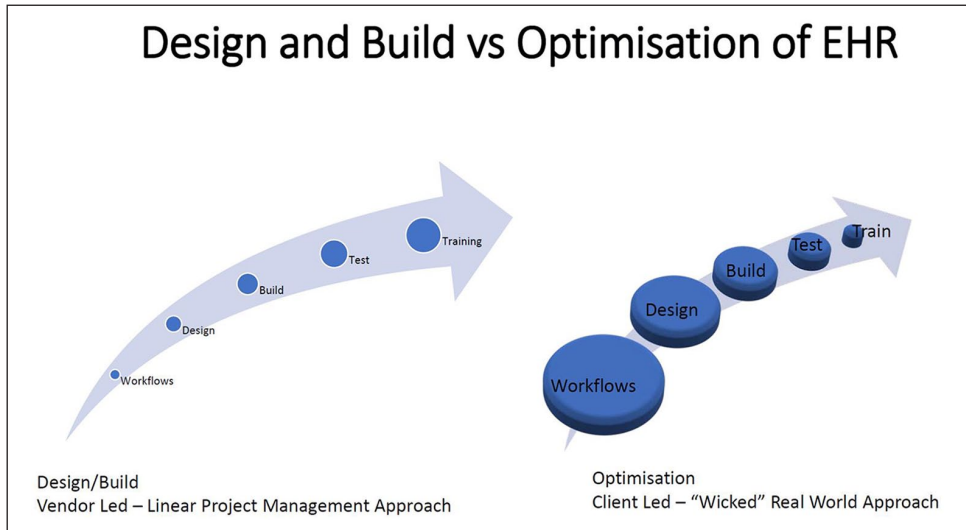 Design and Build vs Optimisation of EHR
Training
Test
Build
Design
Workflows
Design/Build
Vendor Led – Linear Project Management Approach
Train
Test
Build
Design
Workflows
Optimisation
Client Led – “Wicked” Real World Approach